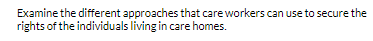 Examine the different approaches that care workers can use to secure the
rights of the individuals living in care homes.